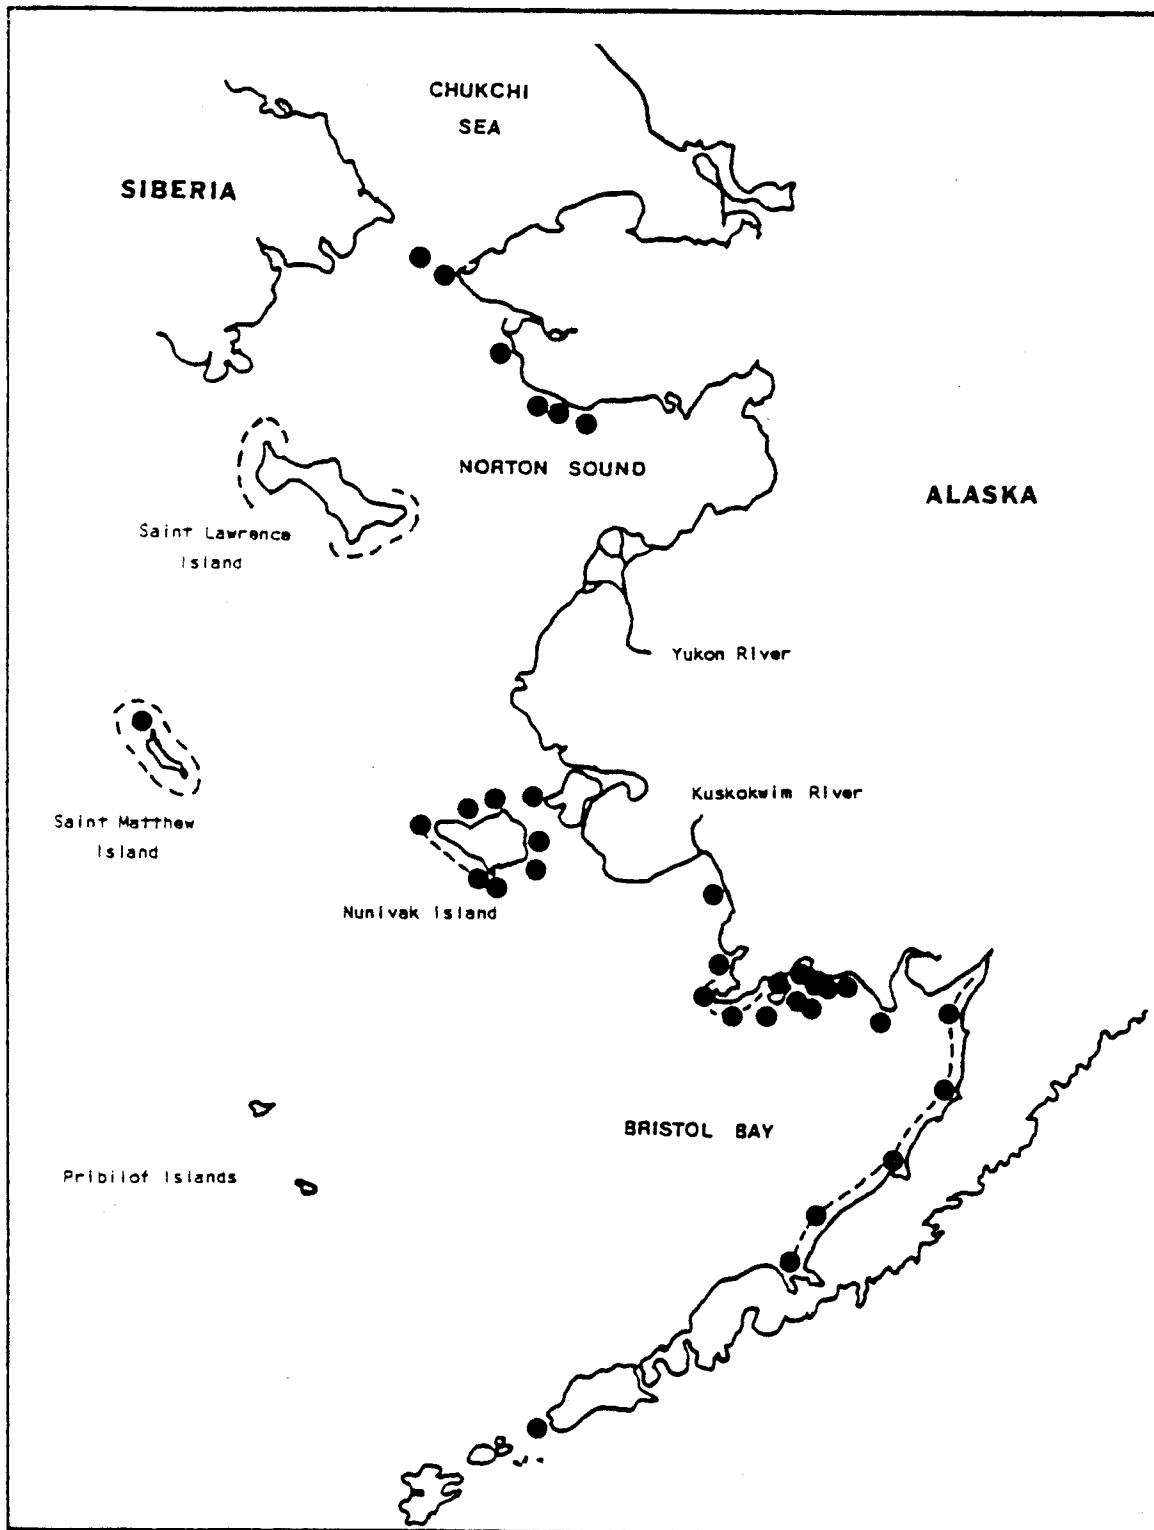 CHUKCHI
SEA
SIBERIA
NORTON SOUND
ALASKA
Saint Lawrence
Island
Yukon River
Kuskokwim River
Saint Matthew
Island
Nunivak Island
BRISTOL BAY
Pribilof Islands